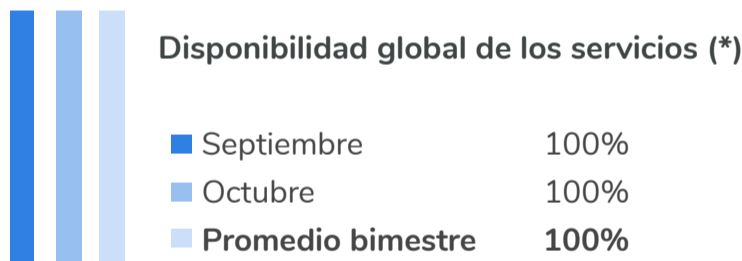 Disponibilidad global de los servicios (*)
Septiembre 100%
Octubre 100%
Promedio bimestre 100%